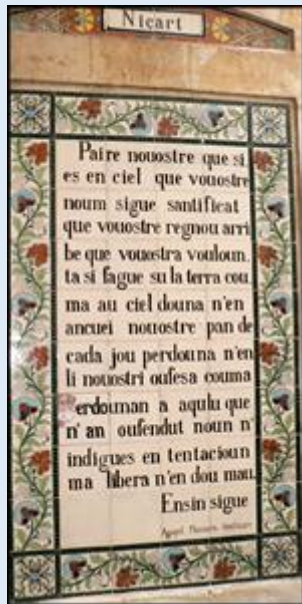 Niçart
Paire nouostre que si
es en ciel que vouostre
noum sigue santificat
que vouostre regnou arri
be que vouostra vouloun.
ta si fague su la terra cou.
ma au ciel douna n'en
ancuei nouostre pan de
cada jou perdouna n'en
li nouostri oufesa couma
erdounan a aqulu que
n' an oufendut noun n'
indigues en tentacioun
ma libera n'en dou mau.
Ensin sigue